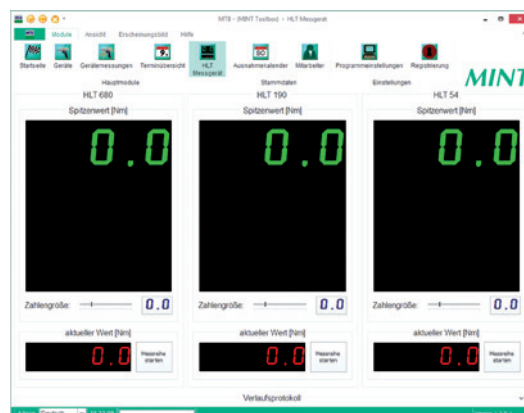 MTB - (MINT Toolbox) - HLT Messgerät
Module Ansicht Erscheinungsbild Hilfe
Startseite Geräte Gerätemessungen Terminübersicht HLT Messgerät Ausnahmekalender Mitarbeiter Programmeinstellungen Registrierung
Hauptmodule Stammdaten Einstellungen
MINT
HLT 680 HLT 190 HLT 54
Spitzenwert [Nm] Spitzenwert [Nm] Spitzenwert [Nm]
0.0 0.0 0.0
Zahlengröße: 0.0 Zahlengröße: 0.0 Zahlengröße: 0.0
aktueller Wert [Nm] aktueller Wert [Nm] aktueller Wert [Nm]
0.0 Messreihe starten 0.0 Messreihe starten 0.0 Messreihe starten
Verlaufsprotokoll